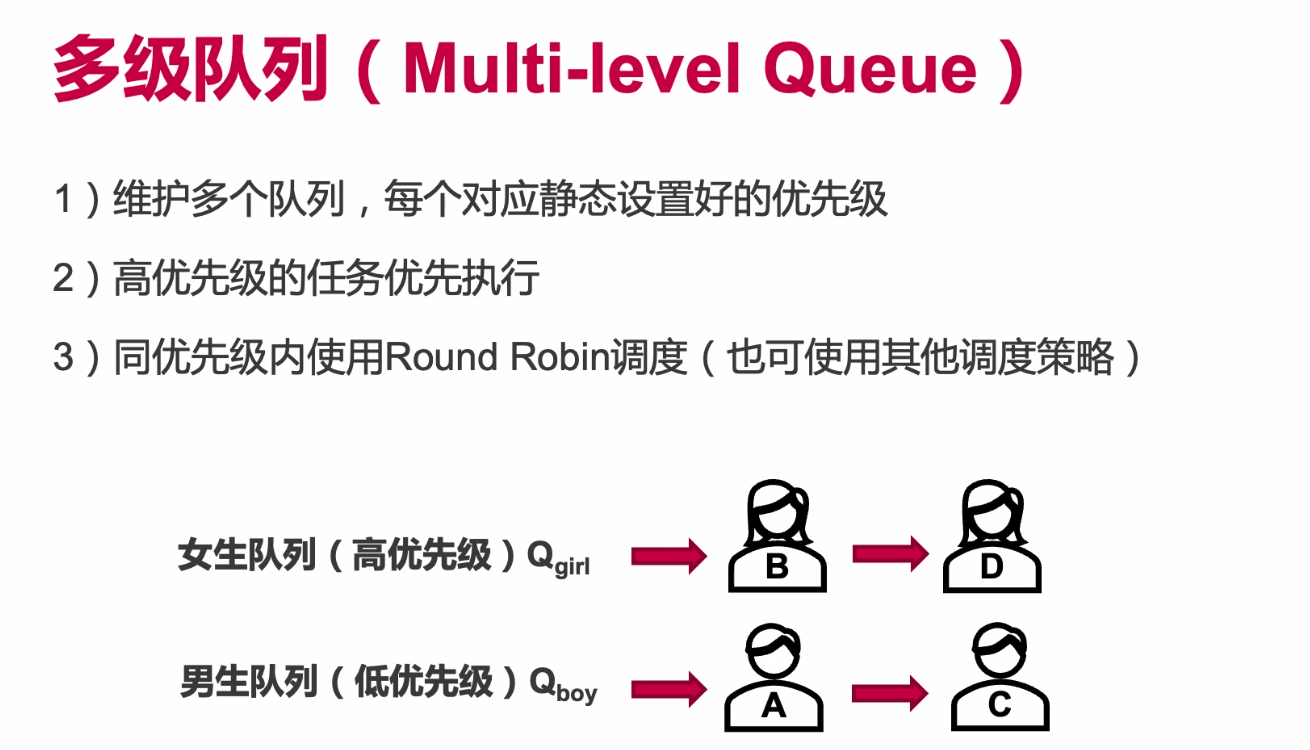 多级队列（Multi-level Queue）
1）维护多个队列，每个对应静态设置好的优先级
2）高优先级的任务优先执行
3）同优先级内使用Round Robin调度（也可使用其他调度策略）
女生队列（高优先级）Qgirl
B
D
男生队列（低优先级）Qboy
A
C